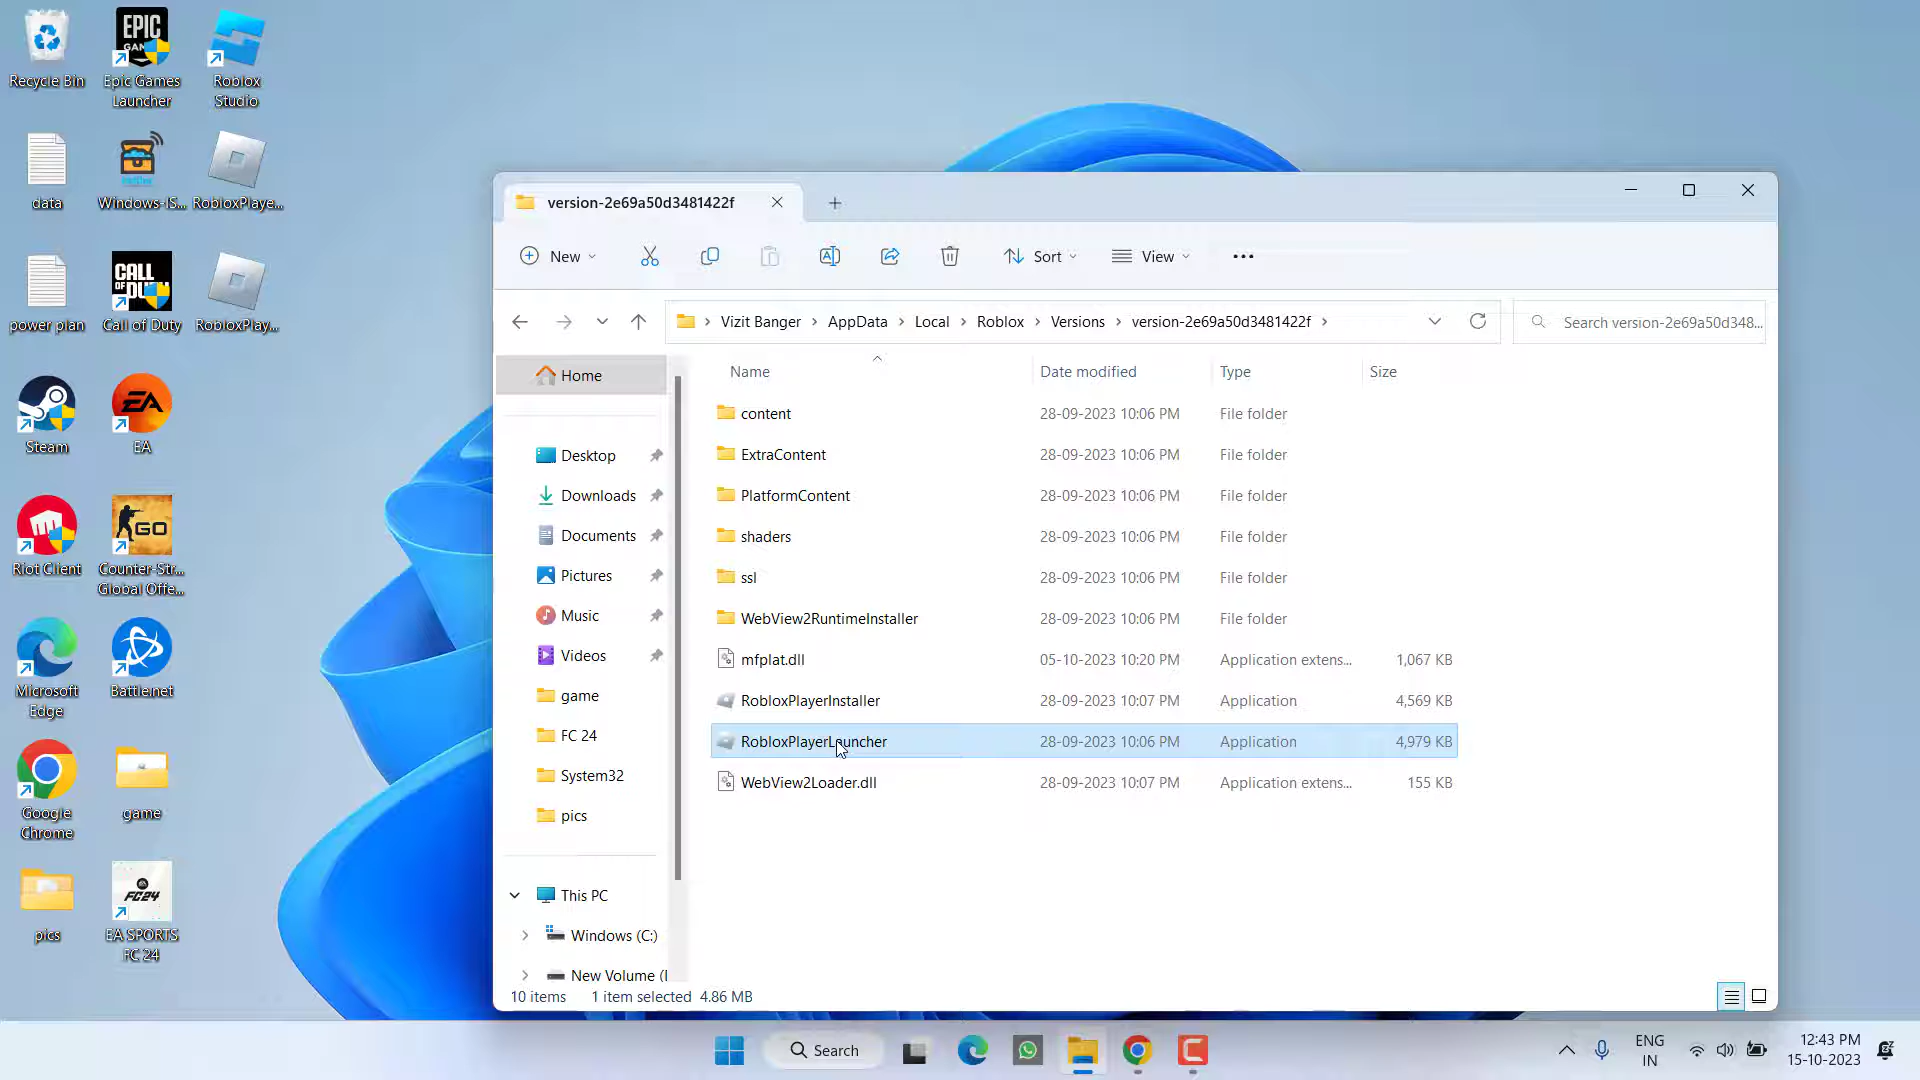 Recycle Bin
EPIC
GAMES
Epic Games
Launcher
Roblox
Studio
data
Windows-IS...
RobloxPlaye...
power plan
CALL
OF DUTY
Call of Duty
RobloxPlay...
Steam
EA
EA
Riot Client
GO
Counter-Str...
Global Offe...
Microsoft
Edge
Battle.net
Google
Chrome
game
pics
FC24
EA SPORTS
FC 24
version-2e69a50d3481422f
New
Sort
View
Vizit Banger
AppData
Local
Roblox
Versions
version-2e69a50d3481422f
Search version-2e69a50d348...
Home
Desktop
Downloads
Documents
Pictures
Music
Videos
game
FC 24
System32
pics
This PC
Windows (C:)
New Volume (
Name Date modified Type Size
content 28-09-2023 10:06 PM File folder
ExtraContent 28-09-2023 10:06 PM File folder
PlatformContent 28-09-2023 10:06 PM File folder
shaders 28-09-2023 10:06 PM File folder
ssl 28-09-2023 10:06 PM File folder
WebView2RuntimeInstaller 28-09-2023 10:06 PM File folder
mfplat.dll 05-10-2023 10:20 PM Application extens... 1,067 KB
RobloxPlayerInstaller 28-09-2023 10:07 PM Application 4,569 KB
RobloxPlayerLauncher 28-09-2023 10:06 PM Application 4,979 KB
WebView2Loader.dll 28-09-2023 10:07 PM Application extens... 155 KB
10 items 1 item selected 4.86 MB
Search
ENG
IN
12:43 PM
15-10-2023